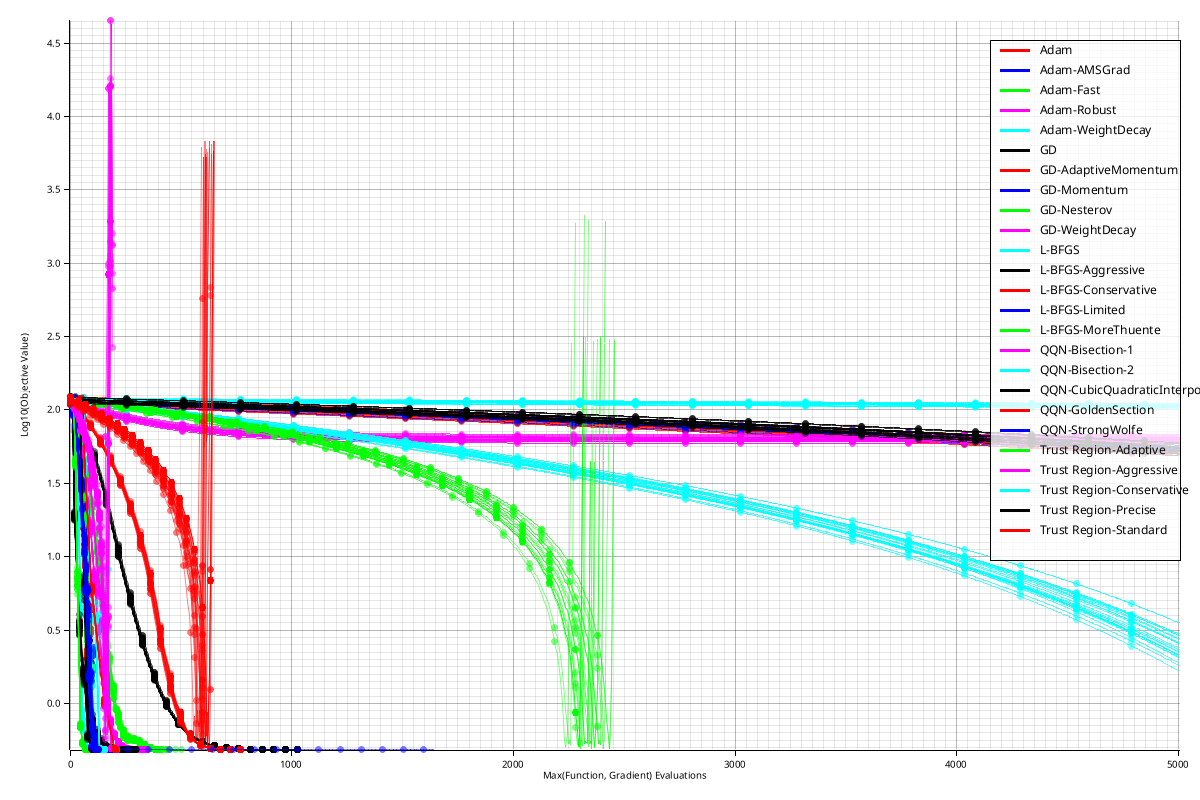 4.5
4.0
3.5
3.0
2.5
2.0
1.5
1.0
0.5
0.0
Log10(Objective Value)
0
1000
2000
3000
4000
5000
Max(Function, Gradient) Evaluations
Adam
Adam-AMSGrad
Adam-Fast
Adam-Robust
Adam-WeightDecay
GD
GD-AdaptiveMomentum
GD-Momentum
GD-Nesterov
GD-WeightDecay
L-BFGS
L-BFGS-Aggressive
L-BFGS-Conservative
L-BFGS-Limited
L-BFGS-MoreThuente
QQN-Bisection-1
QQN-Bisection-2
QQN-CubicQuadraticInterpo
QQN-GoldenSection
QQN-StrongWolfe
Trust Region-Adaptive
Trust Region-Aggressive
Trust Region-Conservative
Trust Region-Precise
Trust Region-Standard